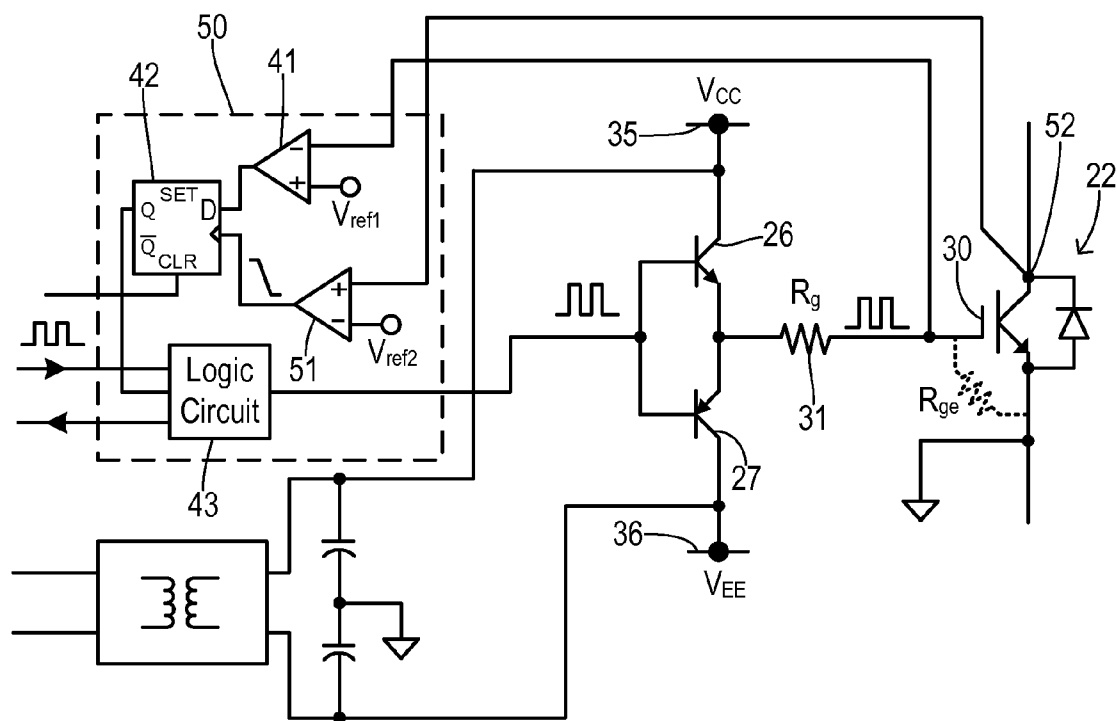 50
42
41
SET
Q
D
Q̅
CLR
−
+
Vref1
+
−
Vref2
51
Logic
Circuit
43
VCC
35
26
Rg
31
27
36
VEE
52
22
30
Rge